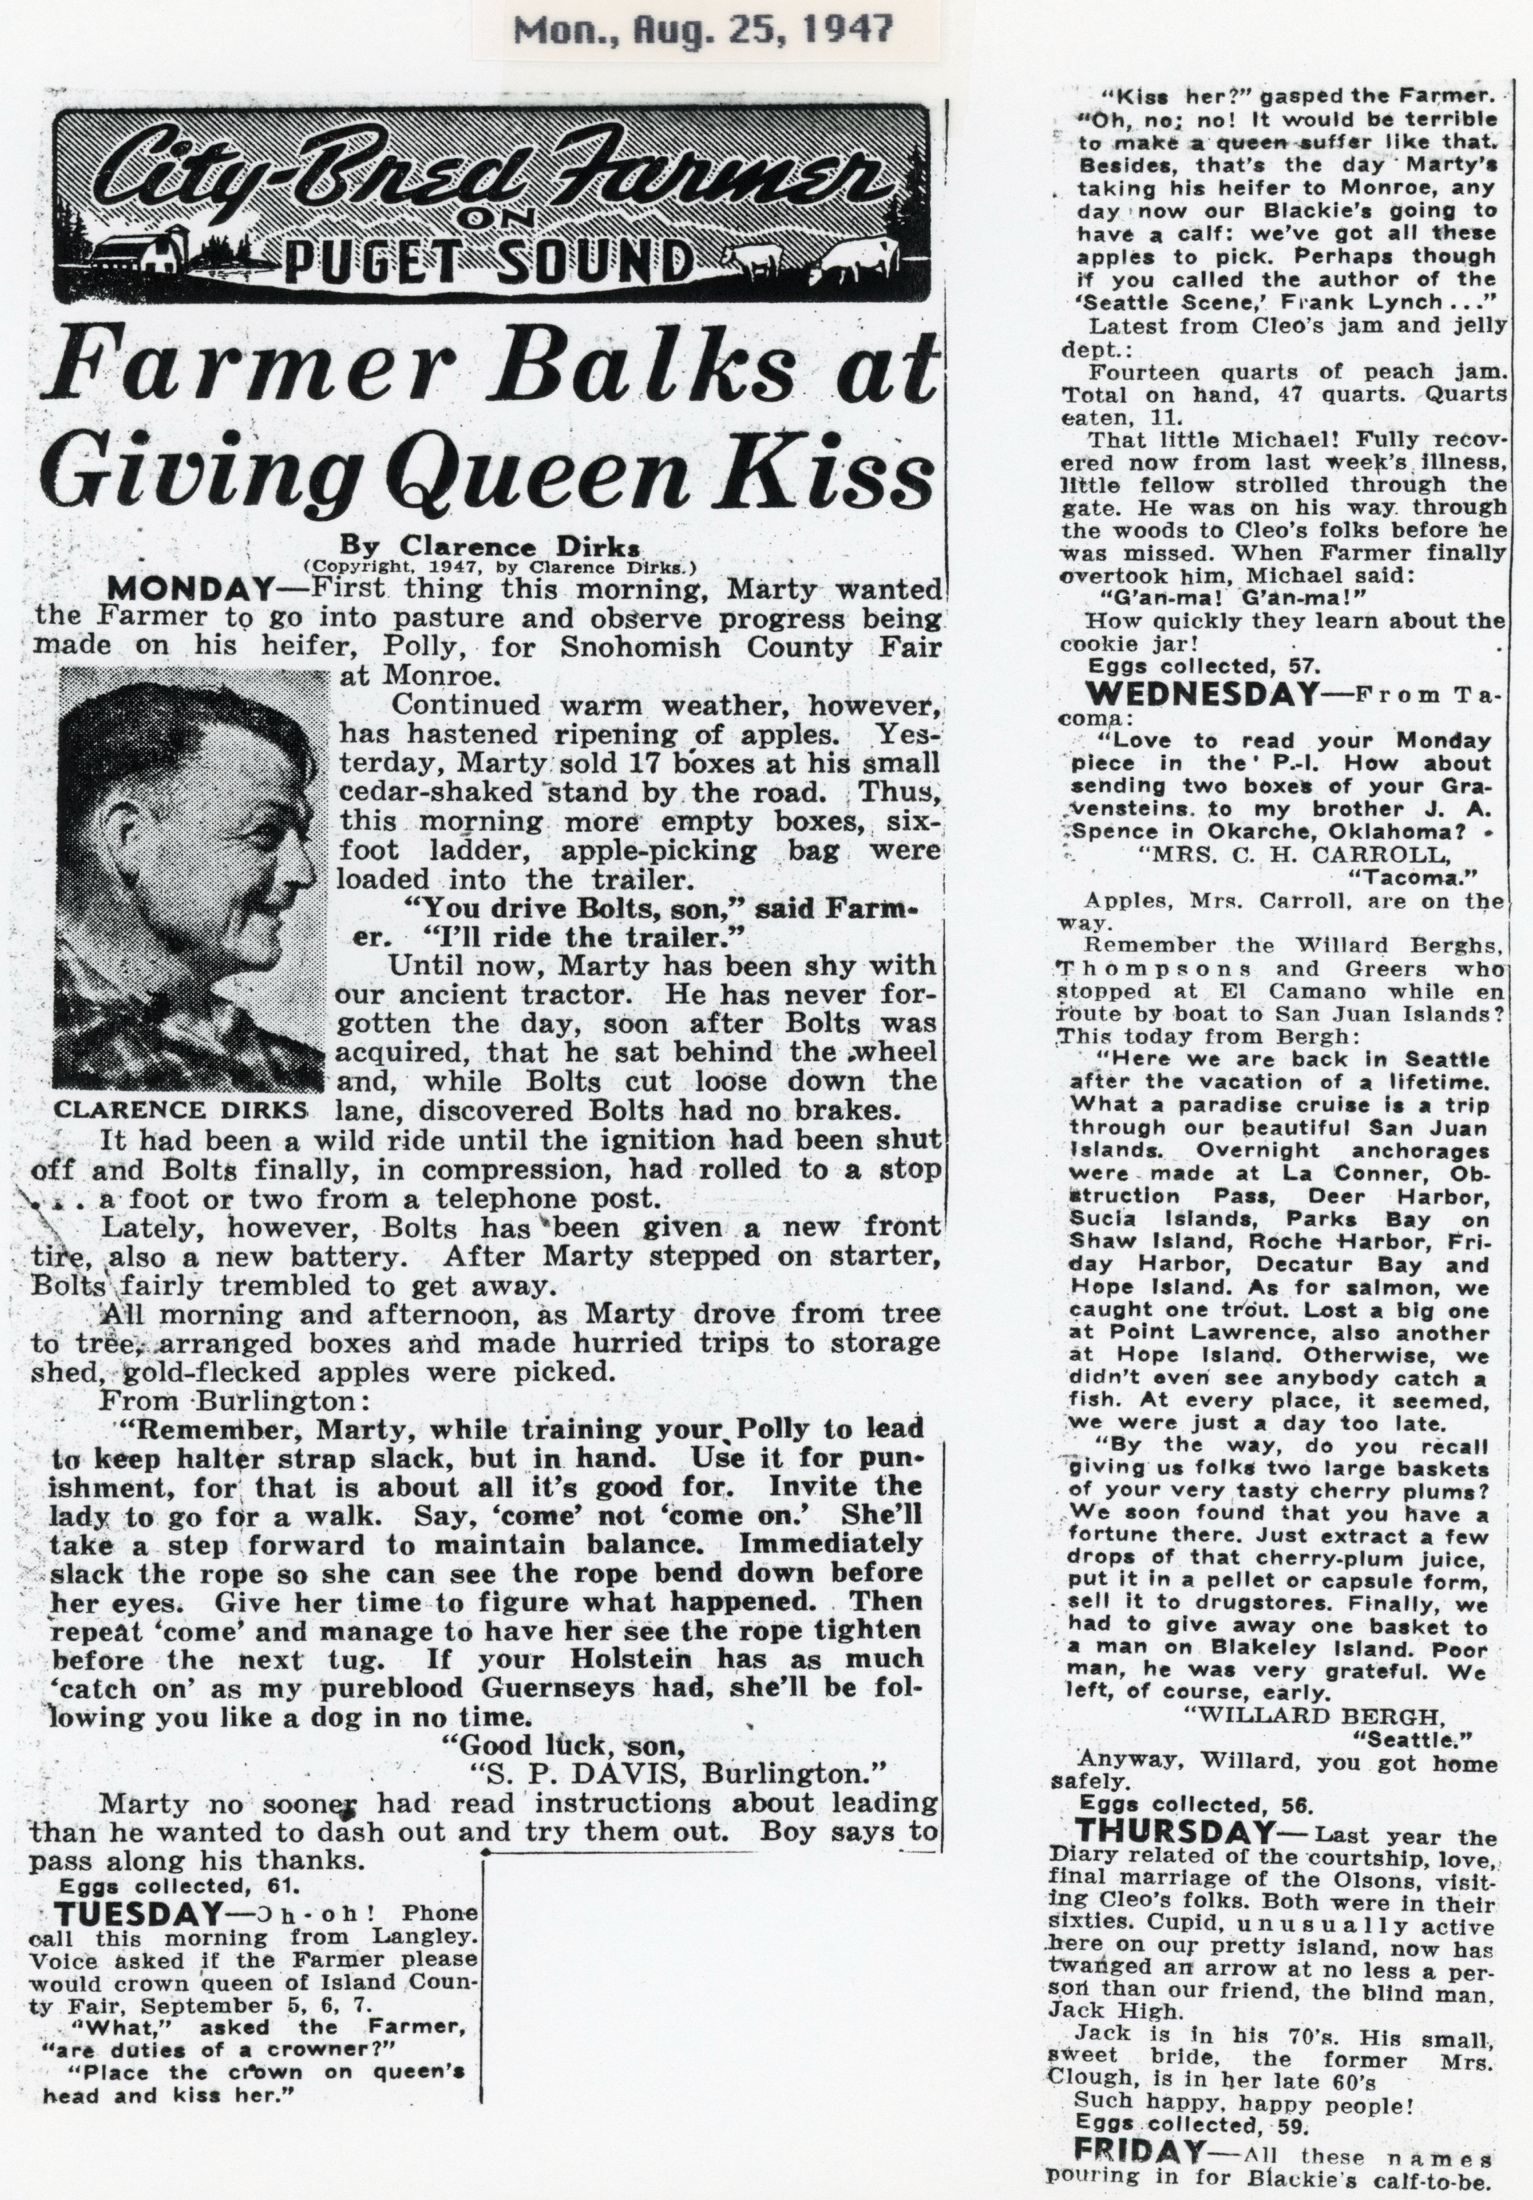 Mon., Aug. 25, 1947
City-Bred Farmer
ON
PUGET SOUND
Farmer Balks at
Giving Queen Kiss
By Clarence Dirks
(Copyright, 1947, by Clarence Dirks.)
MONDAY—First thing this morning, Marty wanted
the Farmer to go into pasture and observe progress being
made on his heifer, Polly, for Snohomish County Fair
at Monroe.
Continued warm weather, however,
has hastened ripening of apples. Yes-
terday, Marty sold 17 boxes at his small
cedar-shaked stand by the road. Thus,
this morning more empty boxes, six-
foot ladder, apple-picking bag were
loaded into the trailer.
"You drive Bolts, son," said Farm-
er. "I'll ride the trailer."
Until now, Marty has been shy with
our ancient tractor. He has never for-
gotten the day, soon after Bolts was
acquired, that he sat behind the wheel
and, while Bolts cut loose down the
CLARENCE DIRKS
lane, discovered Bolts had no brakes.
It had been a wild ride until the ignition had been shut
off and Bolts finally, in compression, had rolled to a stop
. . . a foot or two from a telephone post.
Lately, however, Bolts has been given a new front
tire, also a new battery. After Marty stepped on starter,
Bolts fairly trembled to get away.
All morning and afternoon, as Marty drove from tree
to tree, arranged boxes and made hurried trips to storage
shed, gold-flecked apples were picked.
From Burlington:
"Remember, Marty, while training your Polly to lead
to keep halter strap slack, but in hand. Use it for pun-
ishment, for that is about all it's good for. Invite the
lady to go for a walk. Say, 'come' not 'come on.' She'll
take a step forward to maintain balance. Immediately
slack the rope so she can see the rope bend down before
her eyes. Give her time to figure what happened. Then
repeat 'come' and manage to have her see the rope tighten
before the next tug. If your Holstein has as much
'catch on' as my pureblood Guernseys had, she'll be fol-
lowing you like a dog in no time.
"Good luck, son,
"S. P. DAVIS, Burlington."
Marty no sooner had read instructions about leading
than he wanted to dash out and try them out. Boy says to
pass along his thanks.
Eggs collected, 61.
TUESDAY—Oh-oh! Phone
call this morning from Langley.
Voice asked if the Farmer please
would crown queen of Island Coun-
ty Fair, September 5, 6, 7.
"What," asked the Farmer,
"are duties of a crowner?"
"Place the crown on queen's
head and kiss her."
"Kiss her?" gasped the Farmer.
"Oh, no; no! It would be terrible
to make a queen suffer like that.
Besides, that's the day Marty's
taking his heifer to Monroe, any
day now our Blackie's going to
have a calf: we've got all these
apples to pick. Perhaps though
if you called the author of the
'Seattle Scene,' Frank Lynch . . ."
Latest from Cleo's jam and jelly
dept.:
Fourteen quarts of peach jam.
Total on hand, 47 quarts. Quarts
eaten, 11.
That little Michael! Fully recov-
ered now from last week's illness,
little fellow strolled through the
gate. He was on his way through
the woods to Cleo's folks before he
was missed. When Farmer finally
overtook him, Michael said:
"G'an-ma! G'an-ma!"
How quickly they learn about the
cookie jar!
Eggs collected, 57.
WEDNESDAY—From Ta-
coma:
"Love to read your Monday
piece in the P.-I. How about
sending two boxes of your Gra-
vensteins to my brother J. A.
Spence in Okarche, Oklahoma?
"MRS. C. H. CARROLL,
"Tacoma."
Apples, Mrs. Carroll, are on the
way.
Remember the Willard Berghs,
Thompsons and Greers who
stopped at El Camano while en
route by boat to San Juan Islands?
This today from Bergh:
"Here we are back in Seattle
after the vacation of a lifetime.
What a paradise cruise is a trip
through our beautiful San Juan
Islands. Overnight anchorages
were made at La Conner, Ob-
struction Pass, Deer Harbor,
Sucia Islands, Parks Bay on
Shaw Island, Roche Harbor, Fri-
day Harbor, Decatur Bay and
Hope Island. As for salmon, we
caught one trout. Lost a big one
at Point Lawrence, also another
at Hope Island. Otherwise, we
didn't even see anybody catch a
fish. At every place, it seemed,
we were just a day too late.
"By the way, do you recall
giving us folks two large baskets
of your very tasty cherry plums?
We soon found that you have a
fortune there. Just extract a few
drops of that cherry-plum juice,
put it in a pellet or capsule form,
sell it to drugstores. Finally, we
had to give away one basket to
a man on Blakeley Island. Poor
man, he was very grateful. We
left, of course, early.
"WILLARD BERGH,
"Seattle."
Anyway, Willard, you got home
safely.
Eggs collected, 56.
THURSDAY—Last year the
Diary related of the courtship, love,
final marriage of the Olsons, visit-
ing Cleo's folks. Both were in their
sixties. Cupid, unusually active
here on our pretty island, now has
twanged an arrow at no less a per-
son than our friend, the blind man,
Jack High.
Jack is in his 70's. His small,
sweet bride, the former Mrs.
Clough, is in her late 60's
Such happy, happy people!
Eggs collected, 59.
FRIDAY—All these names
pouring in for Blackie's calf-to-be.